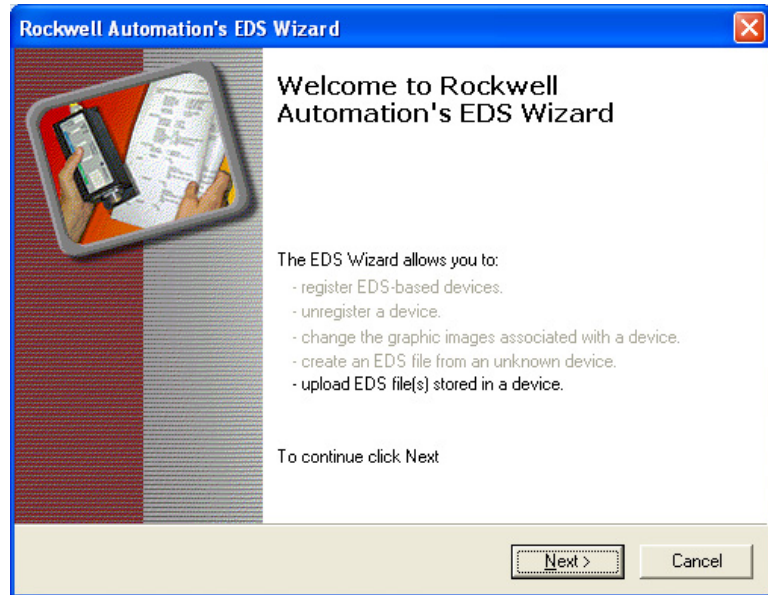 Rockwell Automation's EDS Wizard
Welcome to Rockwell
Automation's EDS Wizard
The EDS Wizard allows you to:
- register EDS-based devices.
- unregister a device.
- change the graphic images associated with a device.
- create an EDS file from an unknown device.
- upload EDS file(s) stored in a device.
To continue click Next
Next >
Cancel